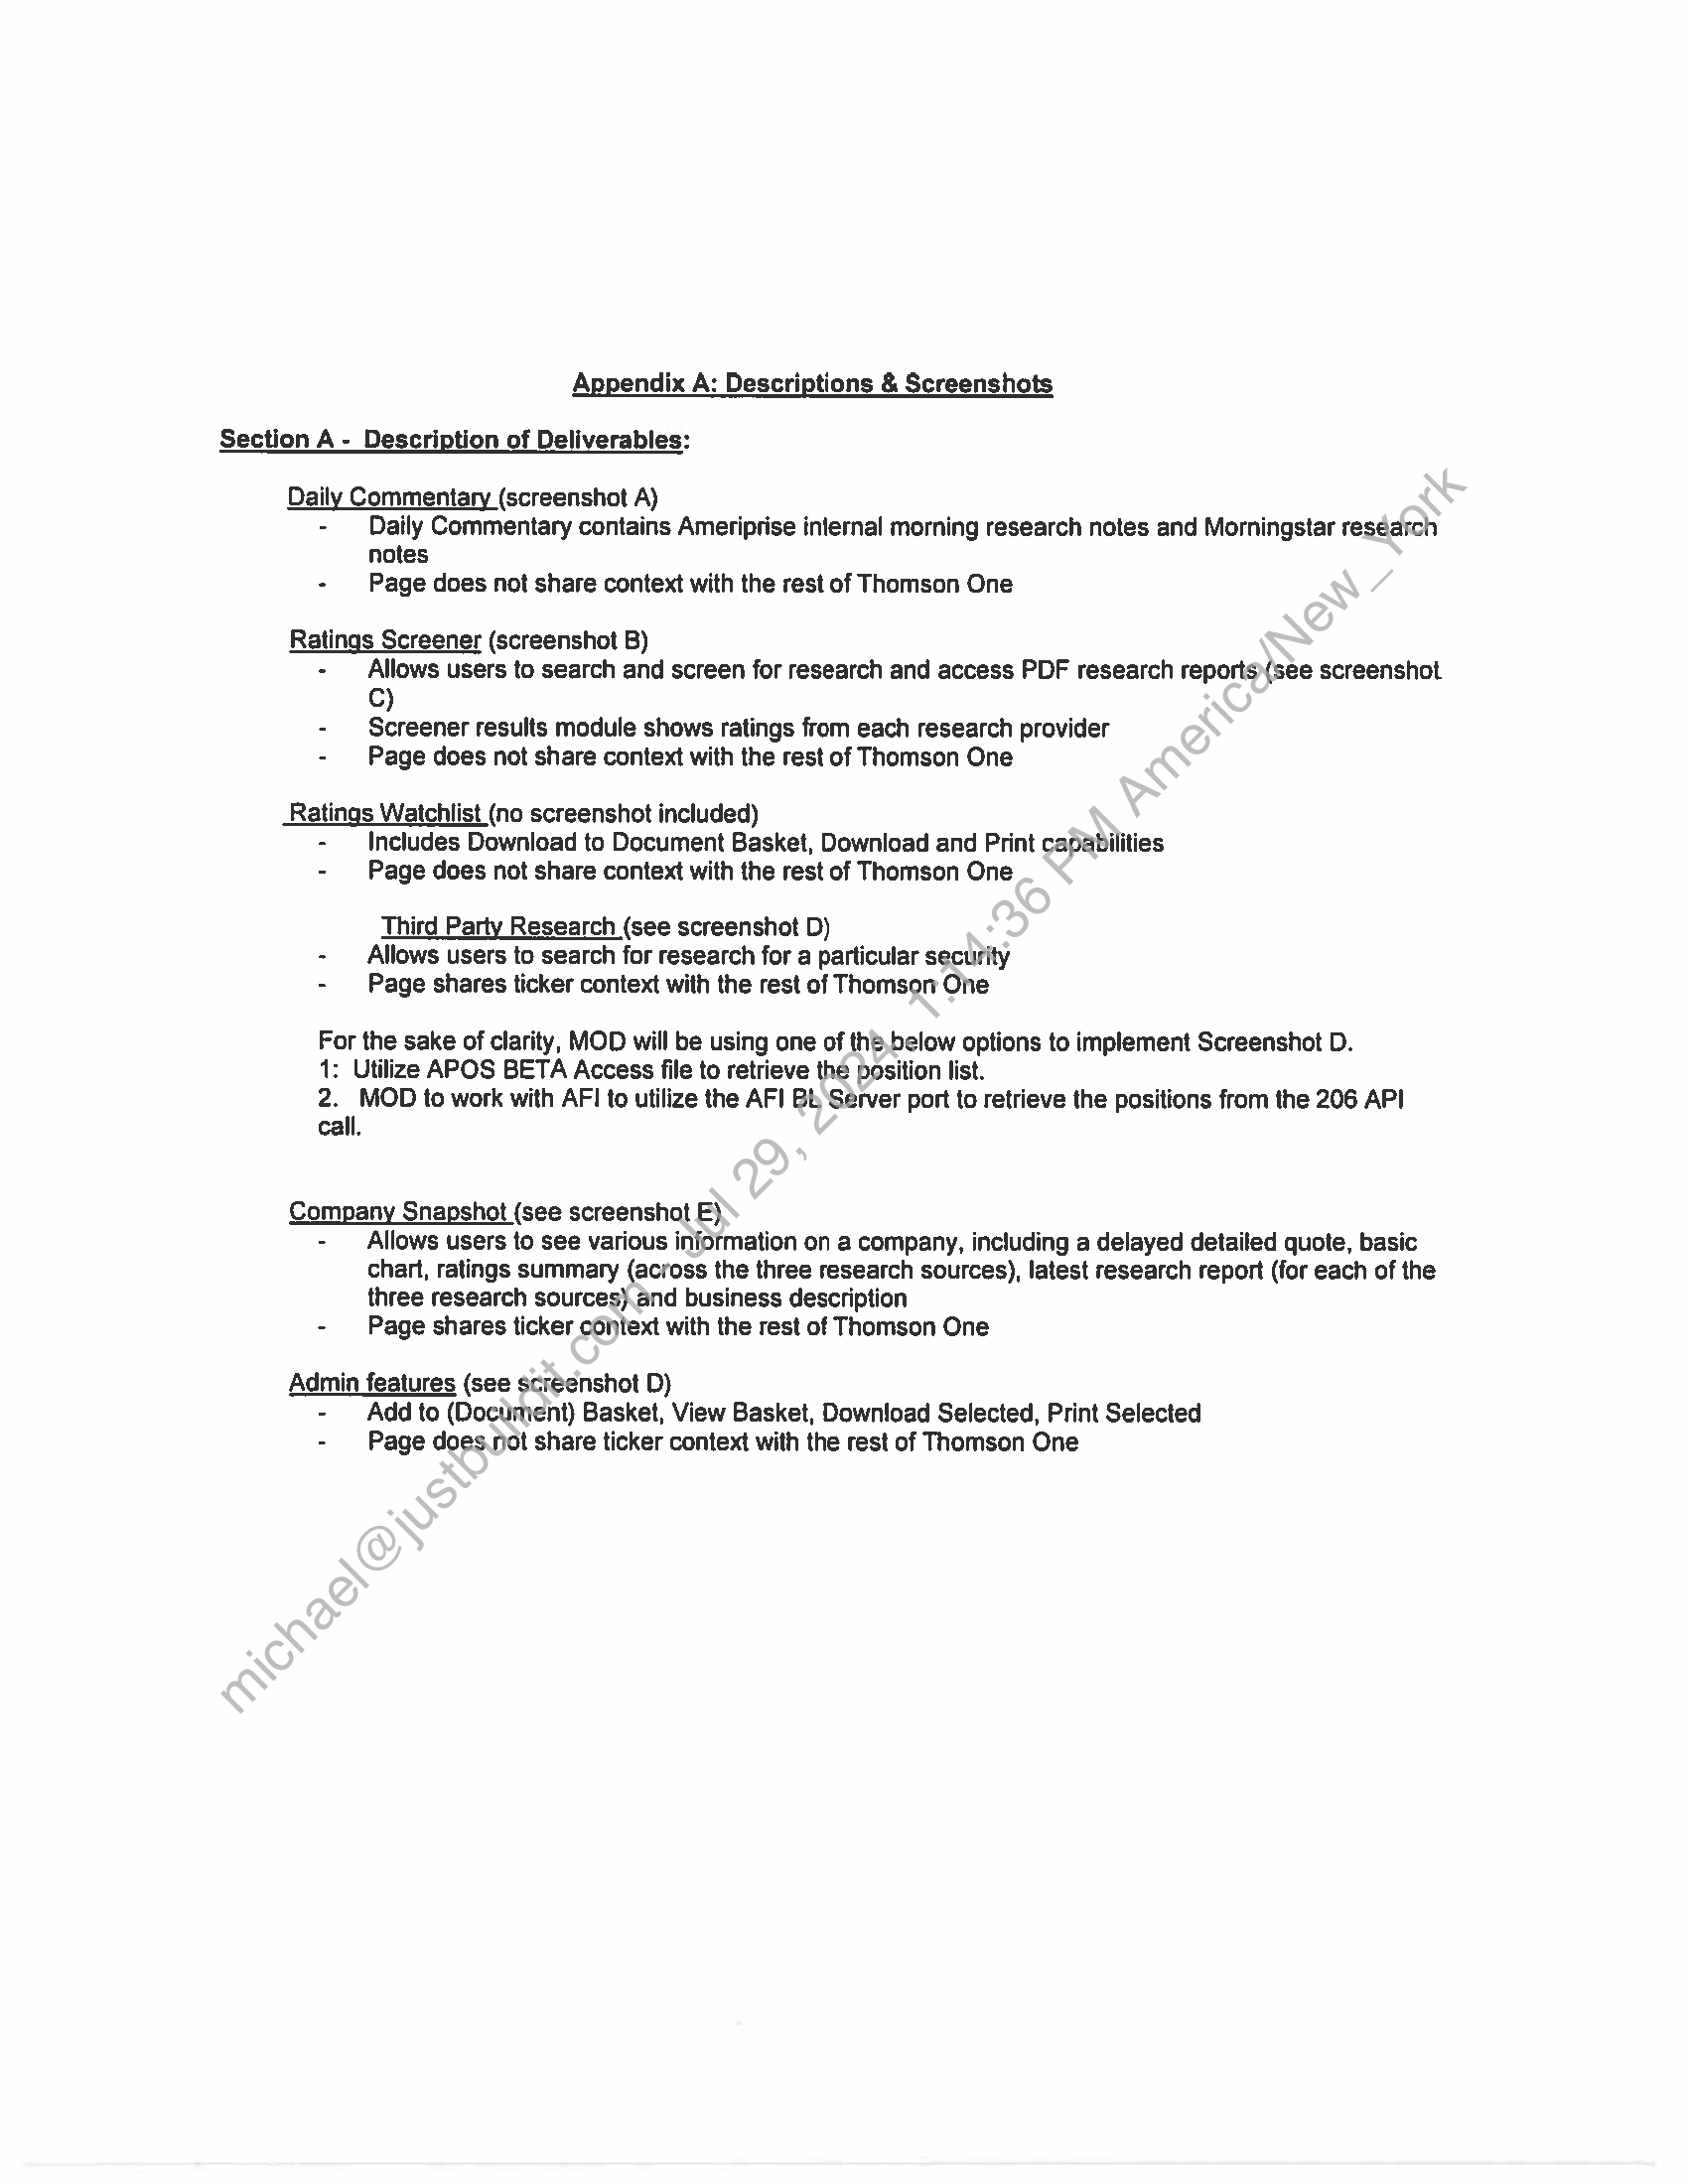 Appendix A: Descriptions & Screenshots
Section A - Description of Deliverables:
Daily Commentary (screenshot A)
- Daily Commentary contains Ameriprise internal morning research notes and Morningstar research
notes
- Page does not share context with the rest of Thomson One
Ratings Screener (screenshot B)
- Allows users to search and screen for research and access PDF research reports (see screenshot
C)
- Screener results module shows ratings from each research provider
- Page does not share context with the rest of Thomson One
Ratings Watchlist (no screenshot included)
- Includes Download to Document Basket, Download and Print capabilities
- Page does not share context with the rest of Thomson One
Third Party Research (see screenshot D)
- Allows users to search for research for a particular security
- Page shares ticker context with the rest of Thomson One
For the sake of clarity, MOD will be using one of the below options to implement Screenshot D.
1: Utilize APOS BETA Access file to retrieve the position list.
2. MOD to work with AFI to utilize the AFI BL Server port to retrieve the positions from the 206 API
call.
Company Snapshot (see screenshot E)
- Allows users to see various information on a company, including a delayed detailed quote, basic
chart, ratings summary (across the three research sources), latest research report (for each of the
three research sources) and business description
- Page shares ticker context with the rest of Thomson One
Admin features (see screenshot D)
- Add to (Document) Basket, View Basket, Download Selected, Print Selected
- Page does not share ticker context with the rest of Thomson One
michael@justbuildit.com - Jul 29, 2024, 1:14:36 PM America/New_York